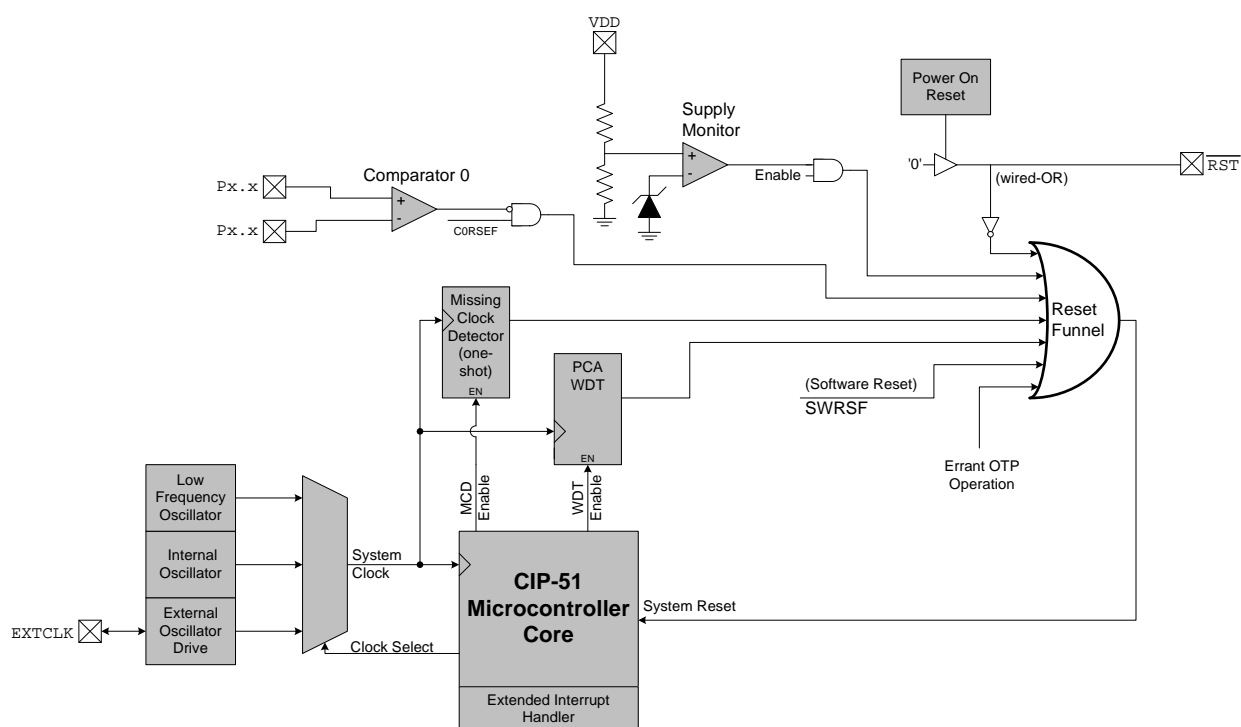 VDD
Power On
Reset
Supply
Monitor
+
-
Enable
'0'
(wired-OR)
RST
Px.x
Px.x
Comparator 0
+
-
C0RSEF
Missing
Clock
Detector
(one-
shot)
EN
PCA
WDT
EN
(Software Reset)
SWRSF
Errant OTP
Operation
Reset
Funnel
Low
Frequency
Oscillator
Internal
Oscillator
External
Oscillator
Drive
EXTCLK
System
Clock
Clock Select
MCD
Enable
WDT
Enable
CIP-51
Microcontroller
Core
System Reset
Extended Interrupt
Handler